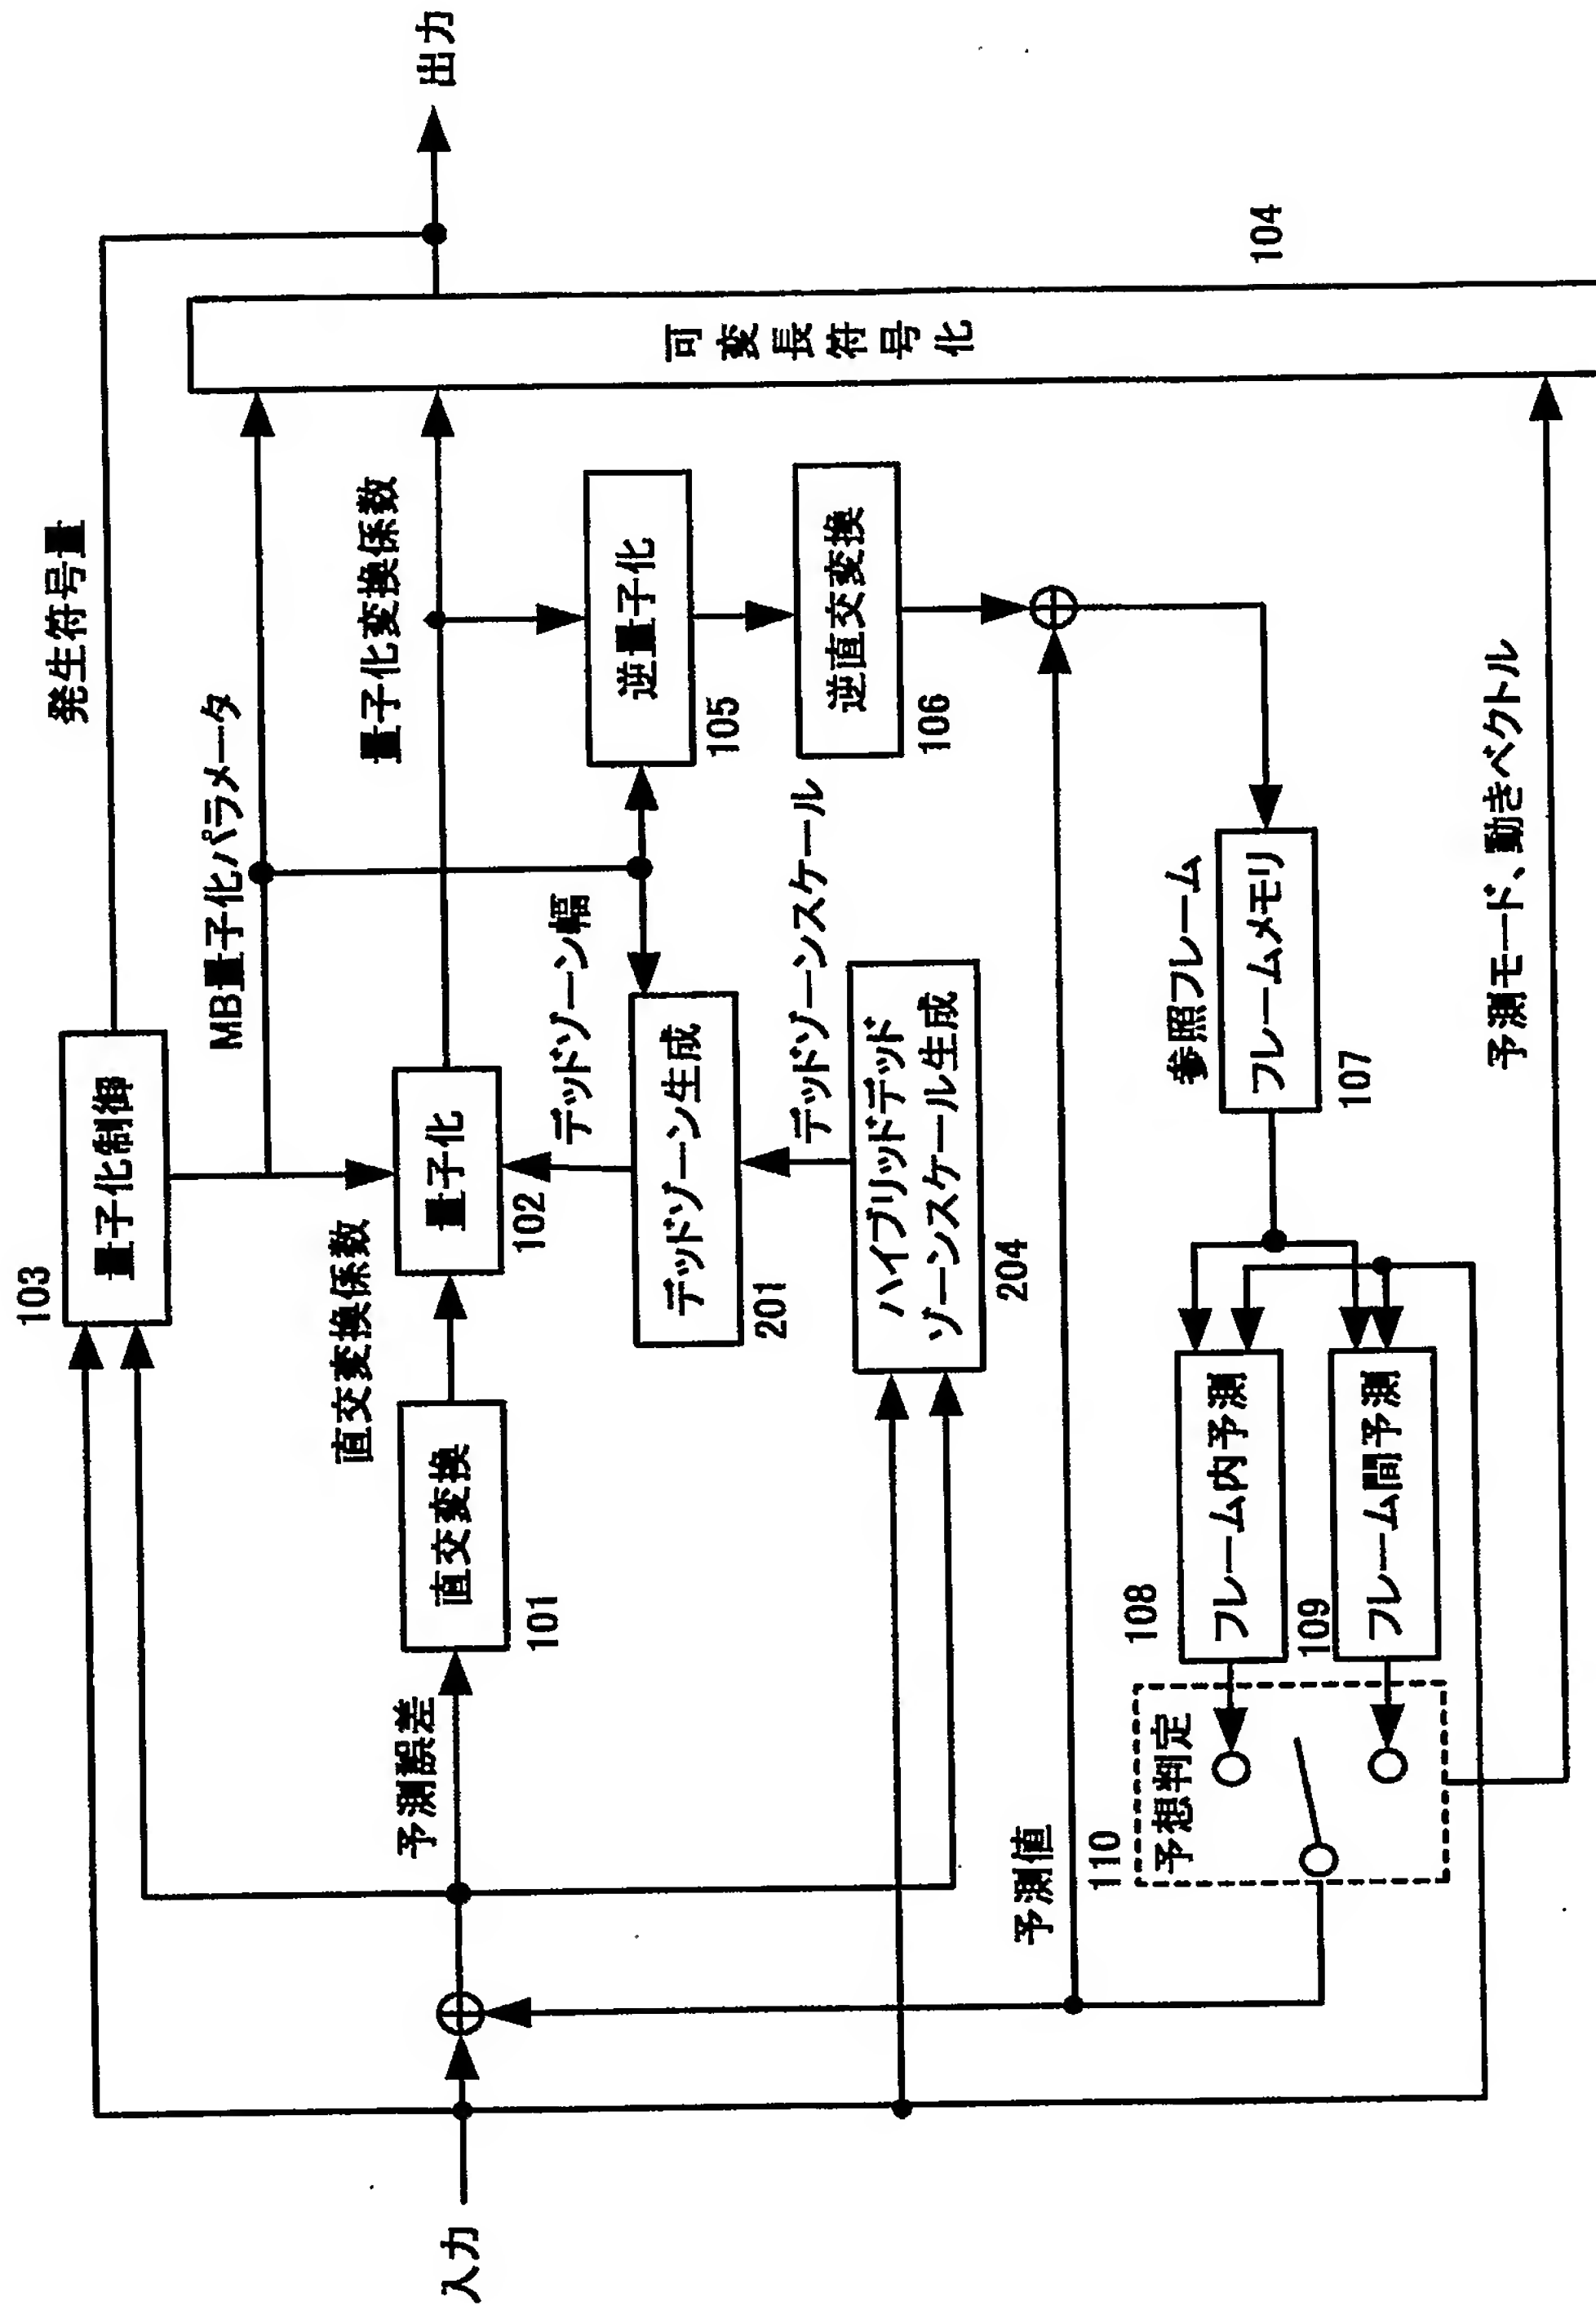 発生符号量
103
量子化制御
MB量子化パラメータ
量子化変換係数
出力
直交変換係数
量子化
102
予測誤差
直交変換
101
入力
デッドゾーン幅
デッドゾーン生成
201
逆量子化
105
デッドゾーンスケール
ハイブリッドデッド
ゾーンスケール生成
204
逆直交変換
106
可変長符号化
104
予測値
参照フレーム
フレームメモリ
107
108
フレーム内予測
109
フレーム間予測
110
予想判定
予測モード、動きベクトル